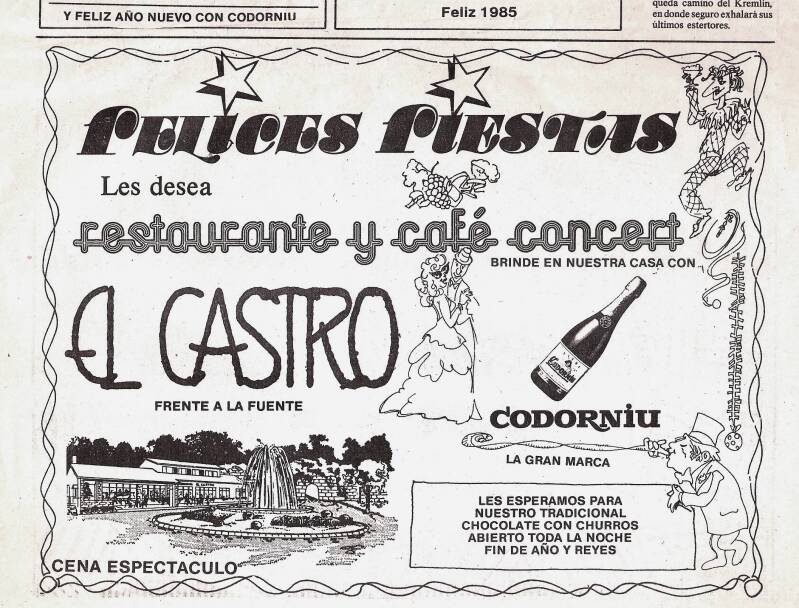 Y FELIZ AÑO NUEVO CON CODORNIU
Feliz 1985
queda camino del Kremlin,
en donde seguro exhalará sus
últimos estertores.
FELICES FIESTAS
Les desea
restaurante y café concert
BRINDE EN NUESTRA CASA CON
EL CASTRO
FRENTE A LA FUENTE
CODORNIU
LA GRAN MARCA
LES ESPERAMOS PARA
NUESTRO TRADICIONAL
CHOCOLATE CON CHURROS
ABIERTO TODA LA NOCHE
FIN DE AÑO Y REYES
CENA ESPECTACULO